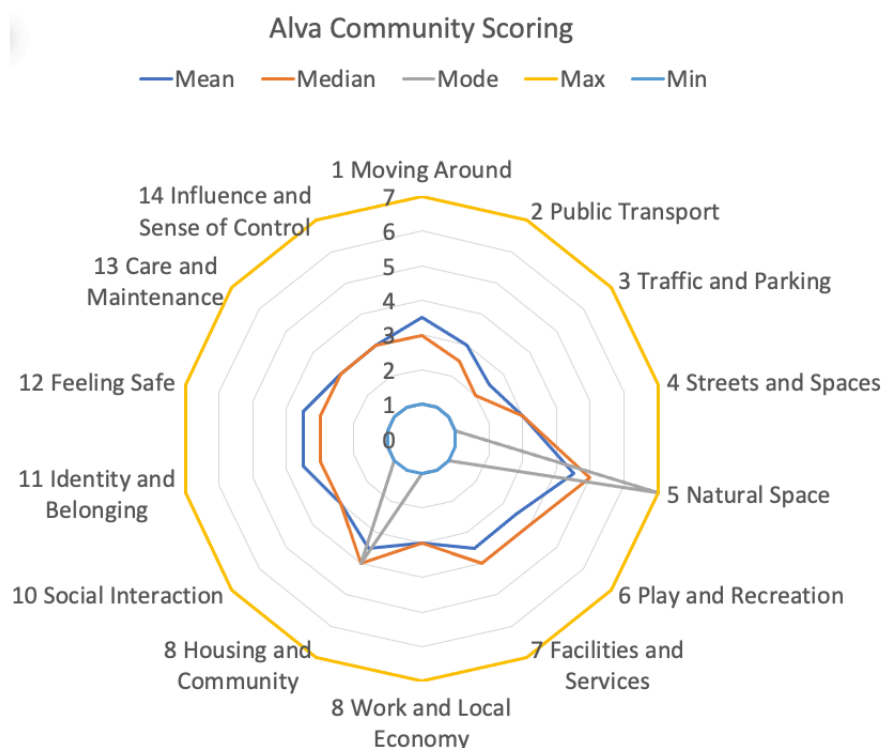 Alva Community Scoring
Mean Median Mode Max Min
1 Moving Around
2 Public Transport
3 Traffic and Parking
4 Streets and Spaces
5 Natural Space
6 Play and Recreation
7 Facilities and
Services
8 Work and Local
Economy
8 Housing and
Community
10 Social Interaction
11 Identity and
Belonging
12 Feeling Safe
13 Care and
Maintenance
14 Influence and
Sense of Control
7
6
5
4
3
2
1
0